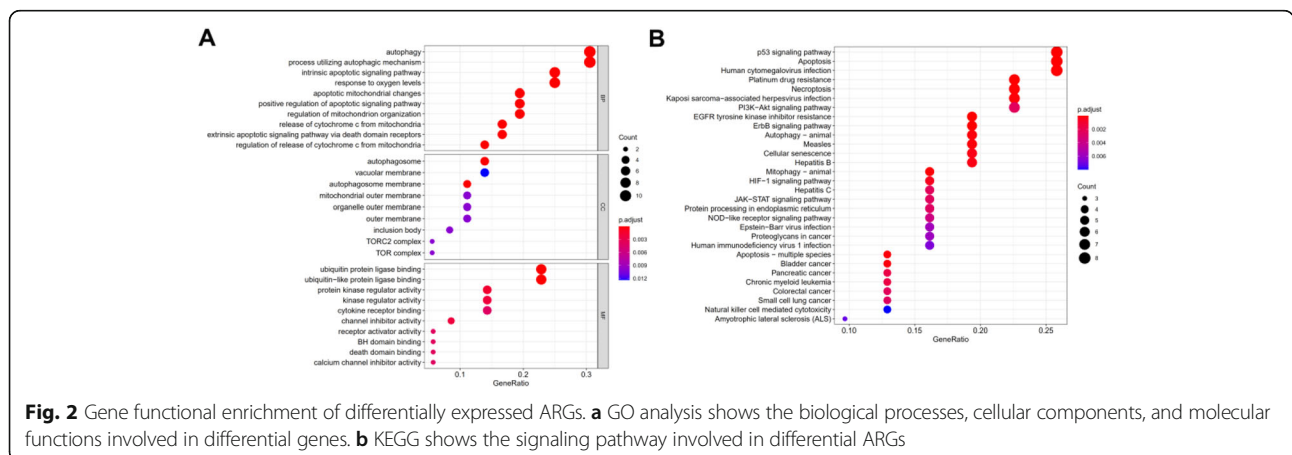 A
autophagy
process utilizing autophagic mechanism
intrinsic apoptotic signaling pathway
response to oxygen levels
apoptotic mitochondrial changes
positive regulation of apoptotic signaling pathway
regulation of mitochondrion organization
release of cytochrome c from mitochondria
extrinsic apoptotic signaling pathway via death domain receptors
regulation of release of cytochrome c from mitochondria
BP
autophagosome
vacuolar membrane
autophagosome membrane
mitochondrial outer membrane
organelle outer membrane
outer membrane
inclusion body
TORC2 complex
TOR complex
CC
ubiquitin protein ligase binding
ubiquitin-like protein ligase binding
protein kinase regulator activity
kinase regulator activity
cytokine receptor binding
channel inhibitor activity
receptor activator activity
BH domain binding
death domain binding
calcium channel inhibitor activity
MF
0.1 0.2 0.3
GeneRatio
Count
2
4
6
8
10
p.adjust
0.003
0.006
0.009
0.012
B
p53 signaling pathway
Apoptosis
Human cytomegalovirus infection
Platinum drug resistance
Necroptosis
Kaposi sarcoma-associated herpesvirus infection
PI3K-Akt signaling pathway
EGFR tyrosine kinase inhibitor resistance
ErbB signaling pathway
Autophagy - animal
Measles
Cellular senescence
Hepatitis B
Mitophagy - animal
HIF-1 signaling pathway
Hepatitis C
JAK-STAT signaling pathway
Protein processing in endoplasmic reticulum
NOD-like receptor signaling pathway
Epstein-Barr virus infection
Proteoglycans in cancer
Human immunodeficiency virus 1 infection
Apoptosis - multiple species
Bladder cancer
Pancreatic cancer
Chronic myeloid leukemia
Colorectal cancer
Small cell lung cancer
Natural killer cell mediated cytotoxicity
Amyotrophic lateral sclerosis (ALS)
0.10 0.15 0.20 0.25
GeneRatio
p.adjust
0.002
0.004
0.006
Count
3
4
5
6
7
8
Fig. 2 Gene functional enrichment of differentially expressed ARGs. a GO analysis shows the biological processes, cellular components, and molecular
functions involved in differential genes. b KEGG shows the signaling pathway involved in differential ARGs